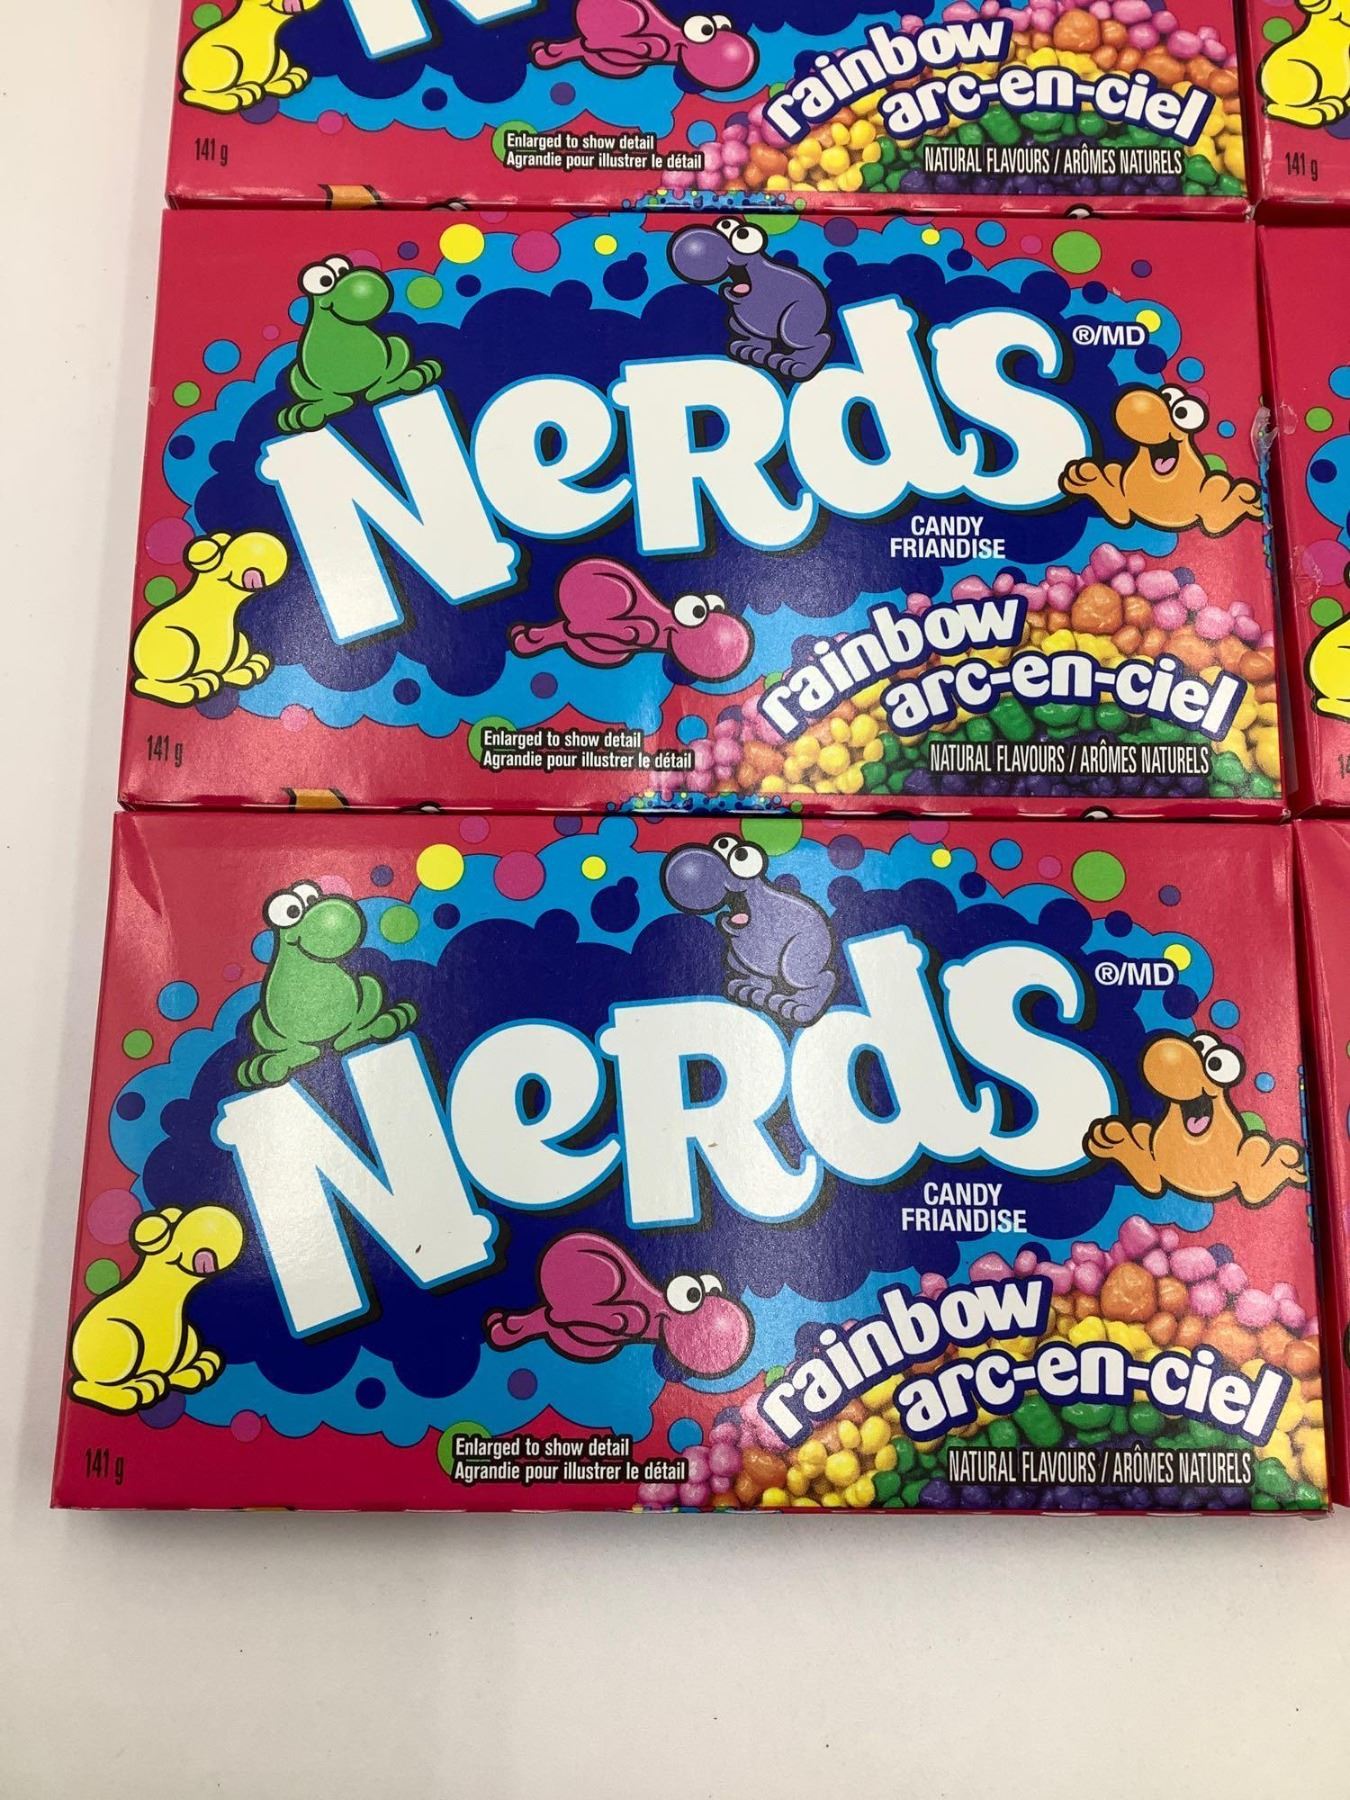 rainbow
arc-en-ciel
141 g
Enlarged to show detail
Agrandie pour illustrer le détail
NATURAL FLAVOURS / ARÔMES NATURELS
141 g
Nerds
®/MD
CANDY
FRIANDISE
rainbow
arc-en-ciel
141 g
Enlarged to show detail
Agrandie pour illustrer le détail
NATURAL FLAVOURS / ARÔMES NATURELS
Nerds
®/MD
CANDY
FRIANDISE
rainbow
arc-en-ciel
141 g
Enlarged to show detail
Agrandie pour illustrer le détail
NATURAL FLAVOURS / ARÔMES NATURELS